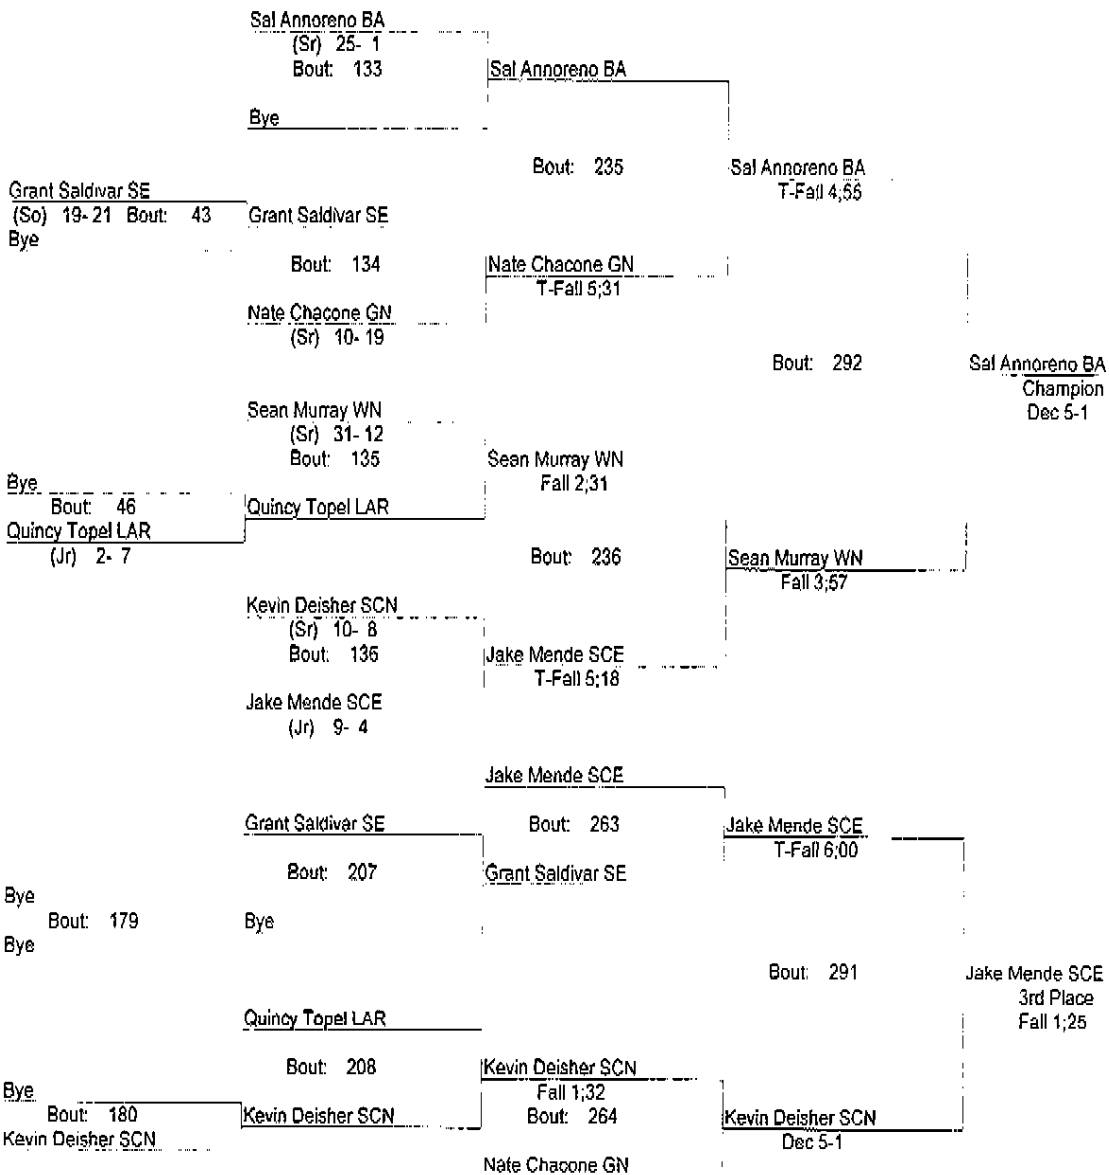 Sal Annoreno BA
(Sr) 25- 1
Bout: 133
Sal Annoreno BA
Bye
Bout: 235
Sal Annoreno BA
T-Fall 4;55
Grant Saldivar SE
(So) 19- 21 Bout: 43
Grant Saldivar SE
Bye
Bout: 134
Nate Chacone GN
T-Fall 5;31
Nate Chacone GN
(Sr) 10- 19
Bout: 292
Sal Annoreno BA
Champion
Dec 5-1
Sean Murray WN
(Sr) 31- 12
Bout: 135
Sean Murray WN
Fall 2;31
Bye
Bout: 46
Quincy Topel LAR
Quincy Topel LAR
(Jr) 2- 7
Bout: 236
Sean Murray WN
Fall 3;57
Kevin Deisher SCN
(Sr) 10- 8
Bout: 136
Jake Mende SCE
T-Fall 5;18
Jake Mende SCE
(Jr) 9- 4
Jake Mende SCE
Grant Saldivar SE
Bout: 263
Jake Mende SCE
T-Fall 6;00
Bout: 207
Grant Saldivar SE
Bye
Bout: 179
Bye
Bye
Bout: 291
Jake Mende SCE
3rd Place
Fall 1;25
Quincy Topel LAR
Bout: 208
Kevin Deisher SCN
Fall 1;32
Bye
Bout: 180
Kevin Deisher SCN
Bout: 264
Kevin Deisher SCN
Dec 5-1
Kevin Deisher SCN
Nate Chacone GN